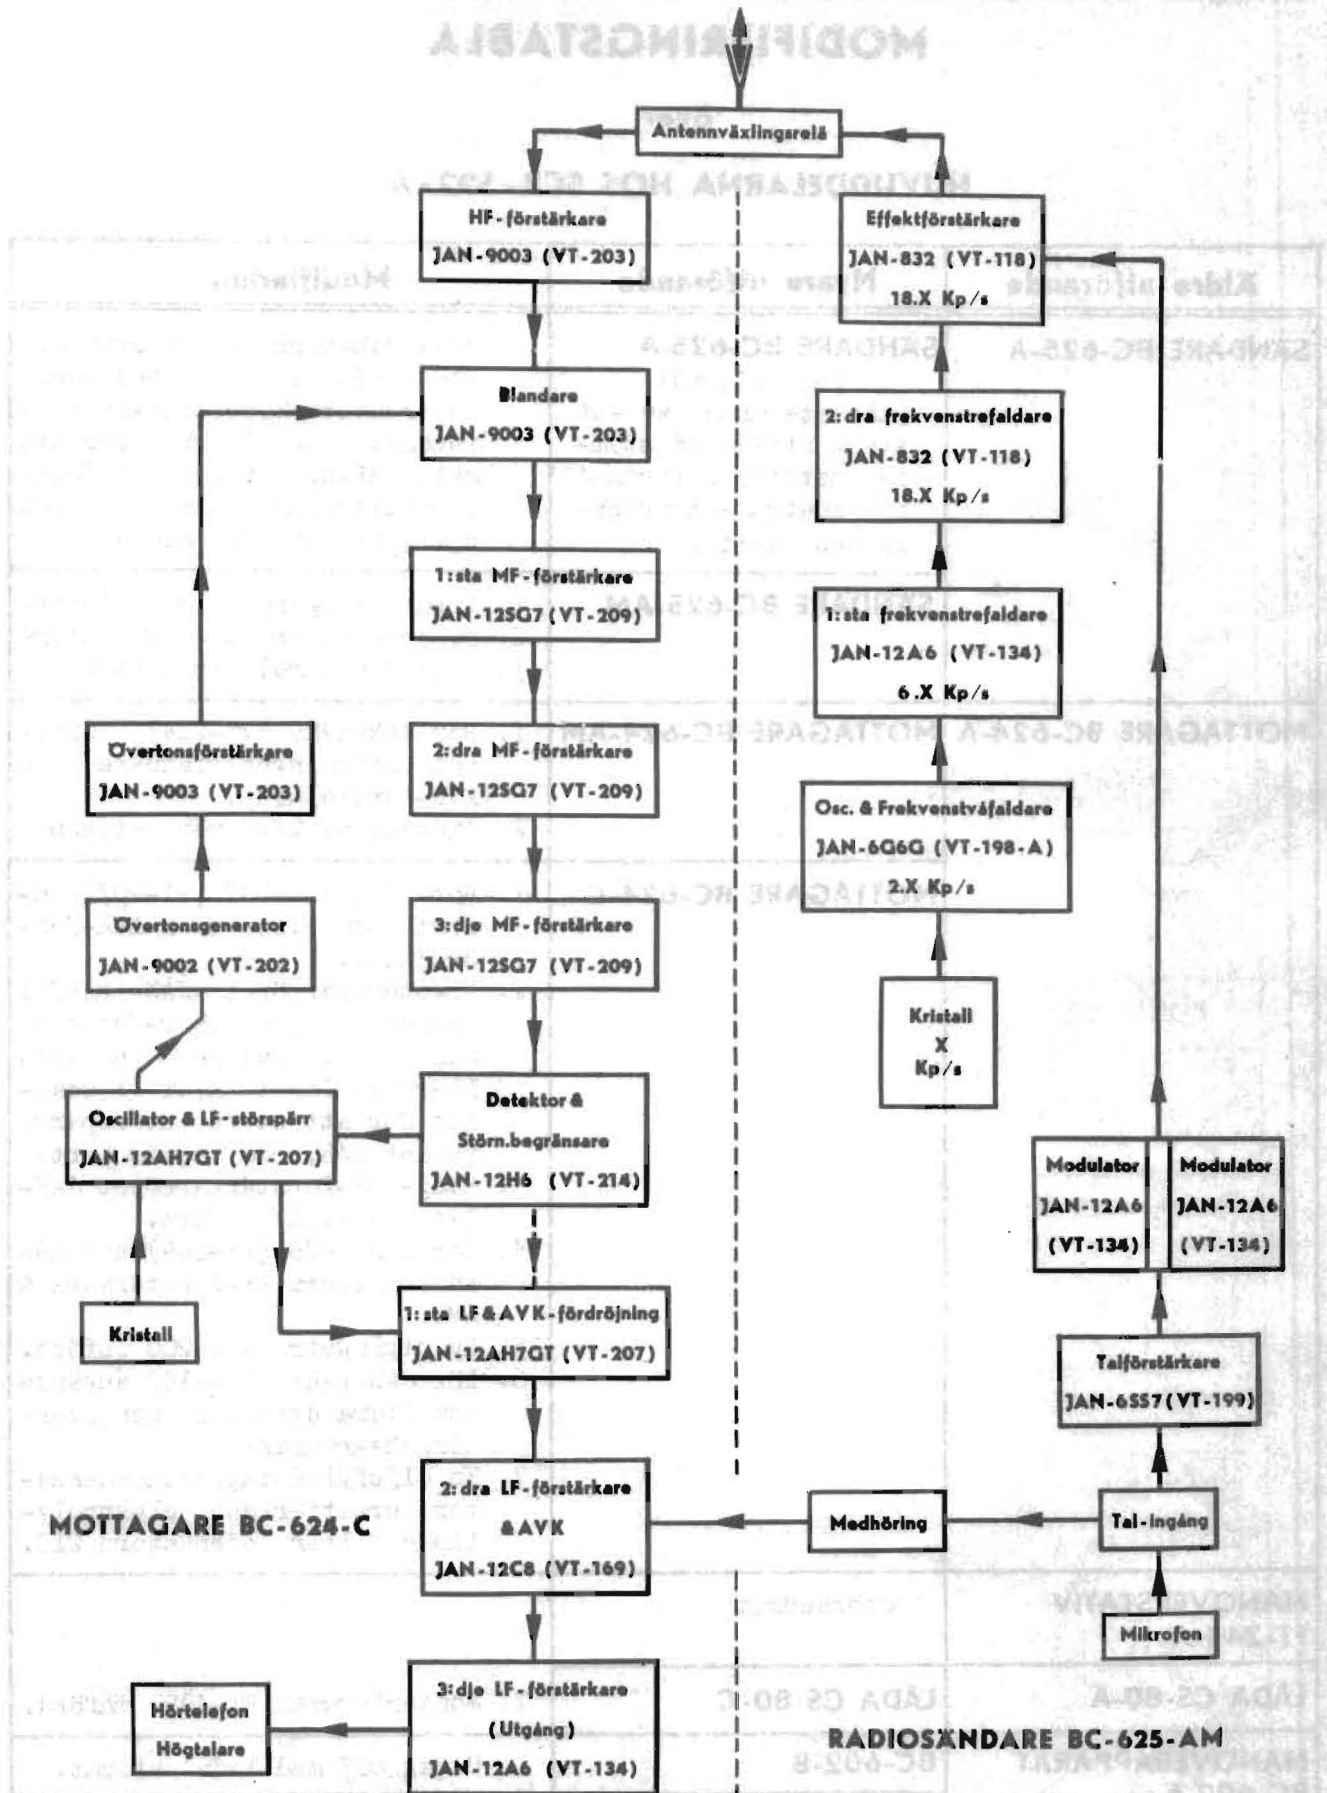 Antennväxlingsrelä
HF-förstärkare
JAN-9003 (VT-203)
Blandare
JAN-9003 (VT-203)
1:sta MF-förstärkare
JAN-12SG7 (VT-209)
2:dra MF-förstärkare
JAN-12SG7 (VT-209)
3:dje MF-förstärkare
JAN-12SG7 (VT-209)
Detektor &
Störn.begränsare
JAN-12H6 (VT-214)
1:sta LF & AVK-fördröjning
JAN-12AH7GT (VT-207)
2:dra LF-förstärkare
& AVK
JAN-12C8 (VT-169)
3:dje LF-förstärkare
(Utgång)
JAN-12A6 (VT-134)
Hörtelefon
Högtalare
Övertonsförstärkare
JAN-9003 (VT-203)
Övertonsgenerator
JAN-9002 (VT-202)
Oscillator & LF-störspärr
JAN-12AH7GT (VT-207)
Kristall
MOTTAGARE BC-624-C
Effektförstärkare
JAN-832 (VT-118)
18.X Kp/s
2:dra frekvenstrefaldare
JAN-832 (VT-118)
18.X Kp/s
1:sta frekvenstrefaldare
JAN-12A6 (VT-134)
6.X Kp/s
Osc. & Frekvenstvåfaldare
JAN-6G6G (VT-198-A)
2.X Kp/s
Kristall
X
Kp/s
Modulator
JAN-12A6
(VT-134)
Modulator
JAN-12A6
(VT-134)
Talförstärkare
JAN-6SS7 (VT-199)
Medhöring
Tal-ingång
Mikrofon
RADIOSÄNDARE BC-625-AM